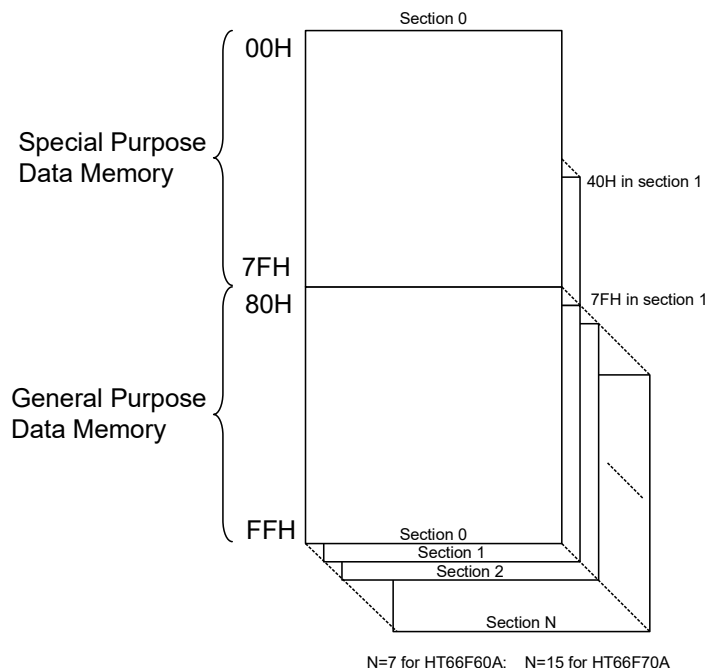 Section 0
00H
Special Purpose
Data Memory
40H in section 1
7FH
80H
7FH in section 1
General Purpose
Data Memory
FFH
Section 0
Section 1
Section 2
Section N
N=7 for HT66F60A; N=15 for HT66F70A